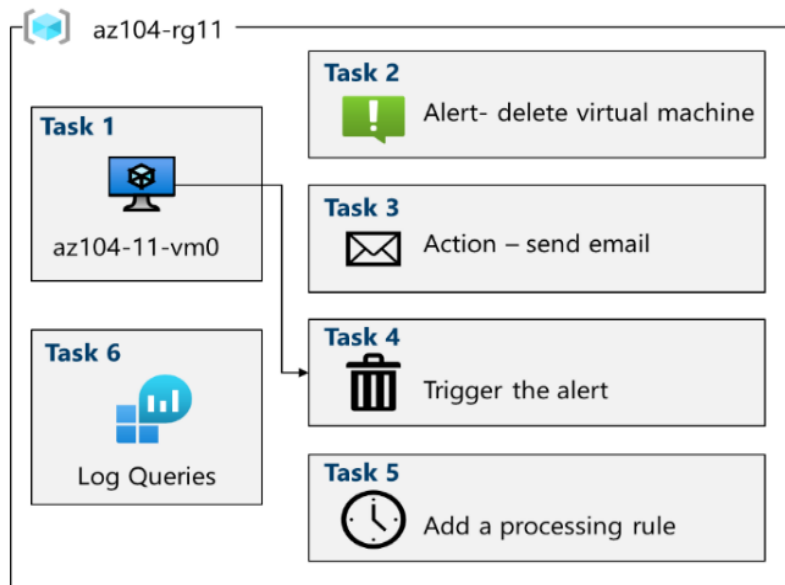 az104-rg11
Task 1
az104-11-vm0
Task 2
Alert- delete virtual machine
Task 3
Action – send email
Task 4
Trigger the alert
Task 5
Add a processing rule
Task 6
Log Queries